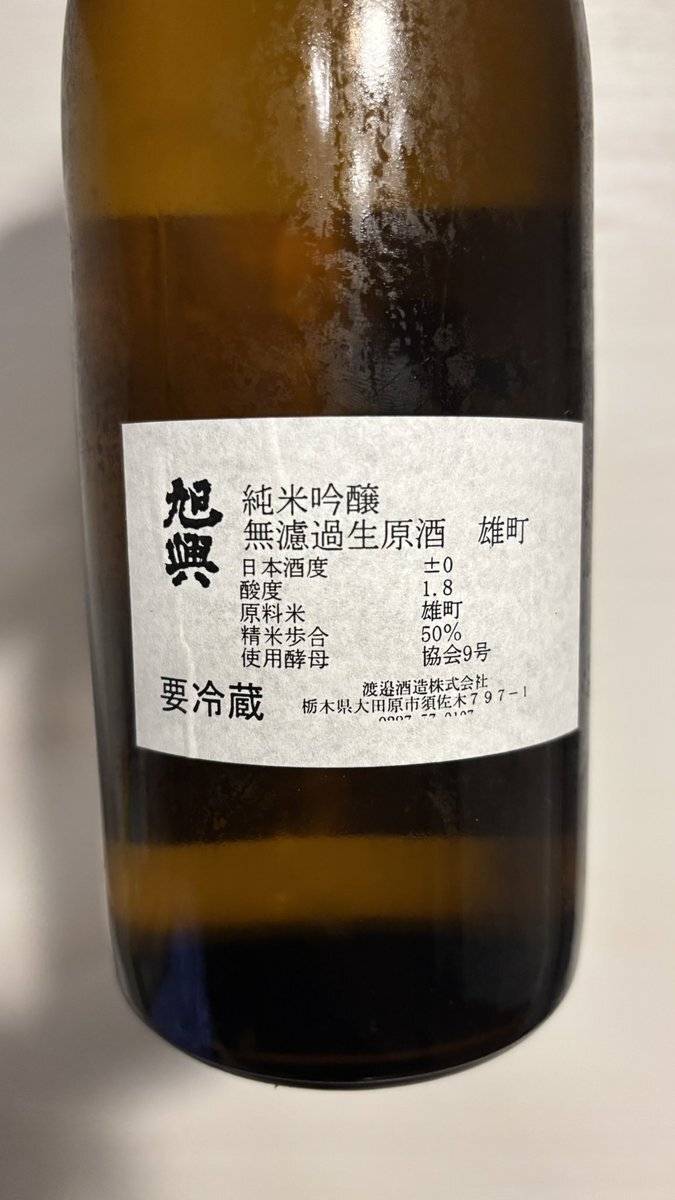 旭興
純米吟醸
無濾過生原酒　雄町
日本酒度　±0
酸度　1.8
原料米　雄町
精米歩合　50%
使用酵母　協会9号
要冷蔵
渡邉酒造株式会社
栃木県大田原市須佐木797-1